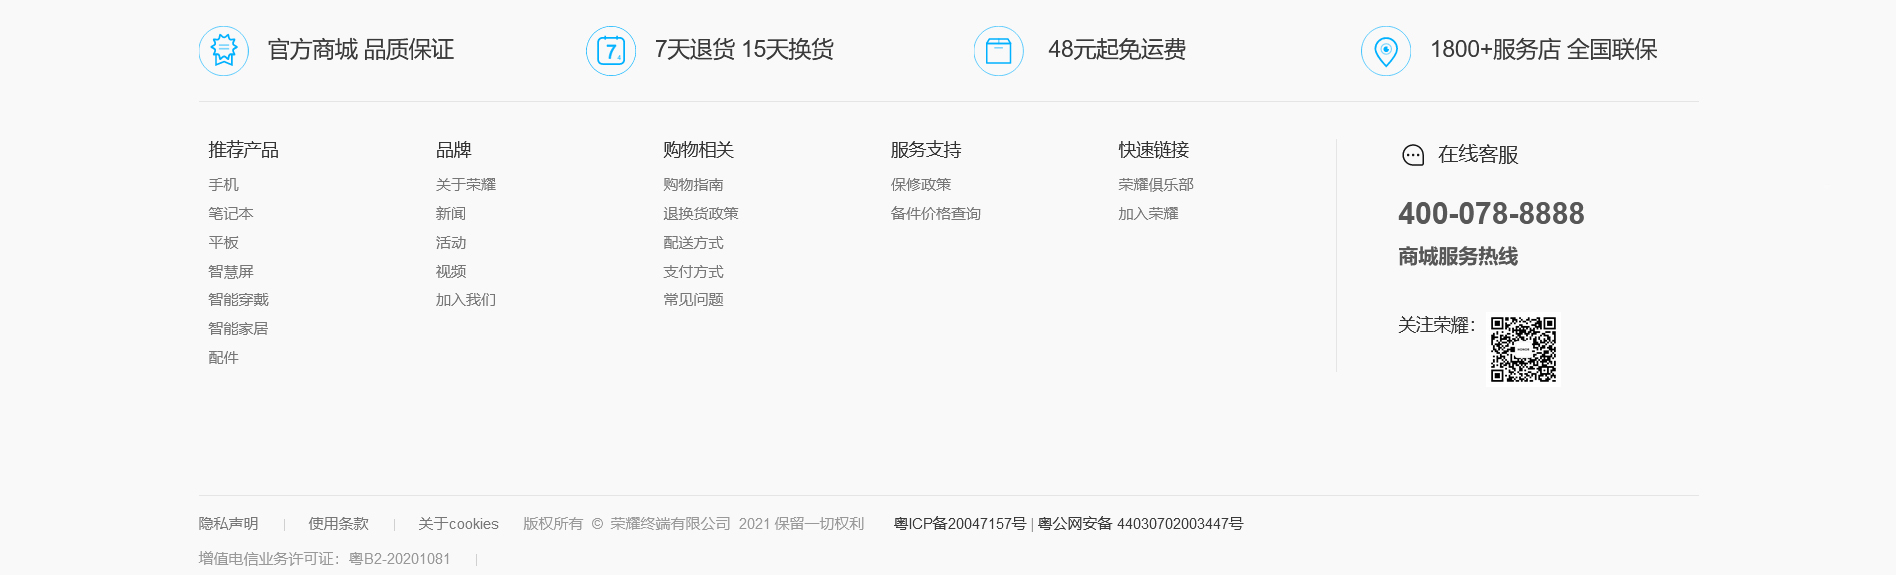 官方商城 品质保证
7天退货 15天换货
48元起免运费
1800+服务店 全国联保
推荐产品
手机
笔记本
平板
智慧屏
智能穿戴
智能家居
配件
品牌
关于荣耀
新闻
活动
视频
加入我们
购物相关
购物指南
退换货政策
配送方式
支付方式
常见问题
服务支持
保修政策
备件价格查询
快速链接
荣耀俱乐部
加入荣耀
在线客服
400-078-8888
商城服务热线
关注荣耀：
隐私声明 | 使用条款 | 关于cookies 版权所有 © 荣耀终端有限公司 2021 保留一切权利 粤ICP备20047157号 | 粤公网安备 44030702003447号
增值电信业务许可证：粤B2-20201081 |